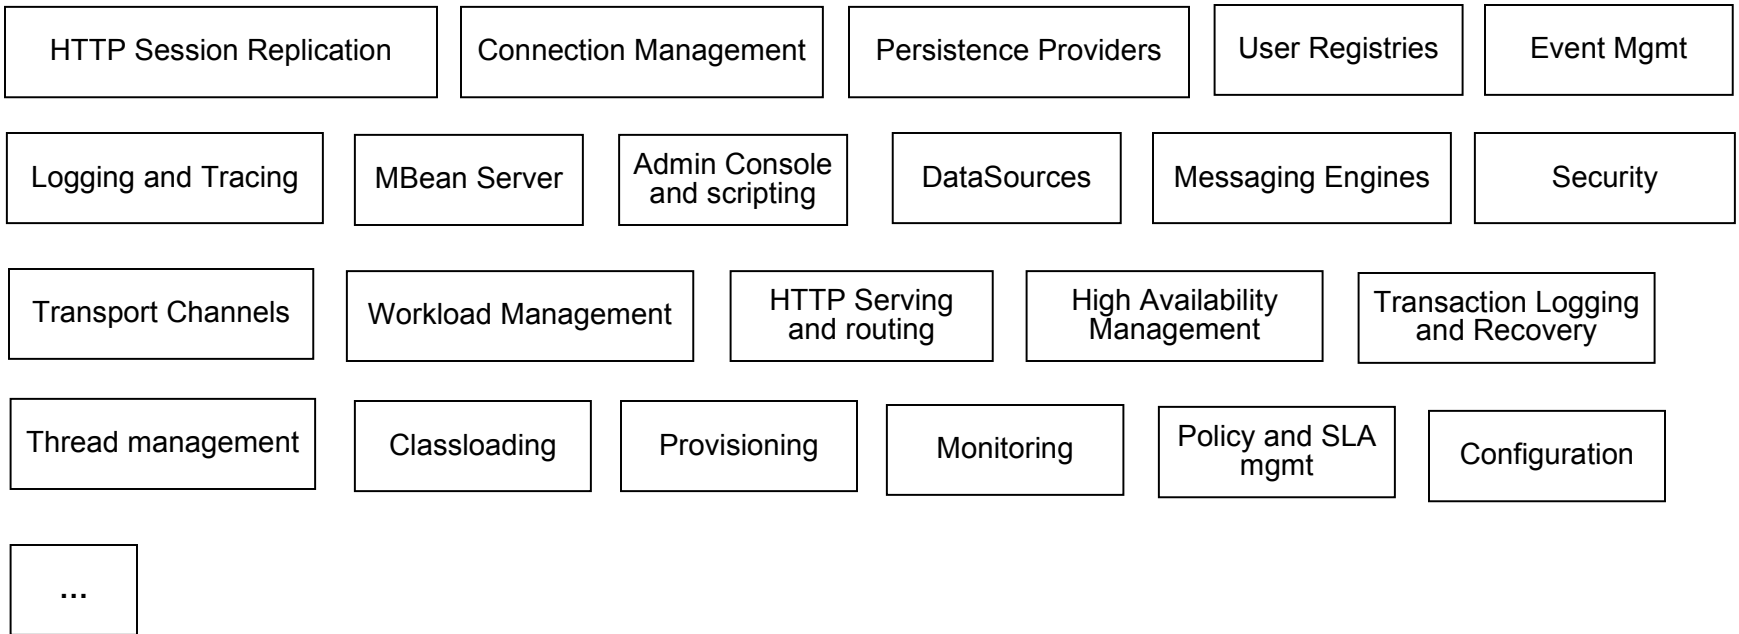 HTTP Session Replication
Connection Management
Persistence Providers
User Registries
Event Mgmt
Logging and Tracing
MBean Server
Admin Console
and scripting
DataSources
Messaging Engines
Security
Transport Channels
Workload Management
HTTP Serving
and routing
High Availability
Management
Transaction Logging
and Recovery
Thread management
Classloading
Provisioning
Monitoring
Policy and SLA
mgmt
Configuration
...